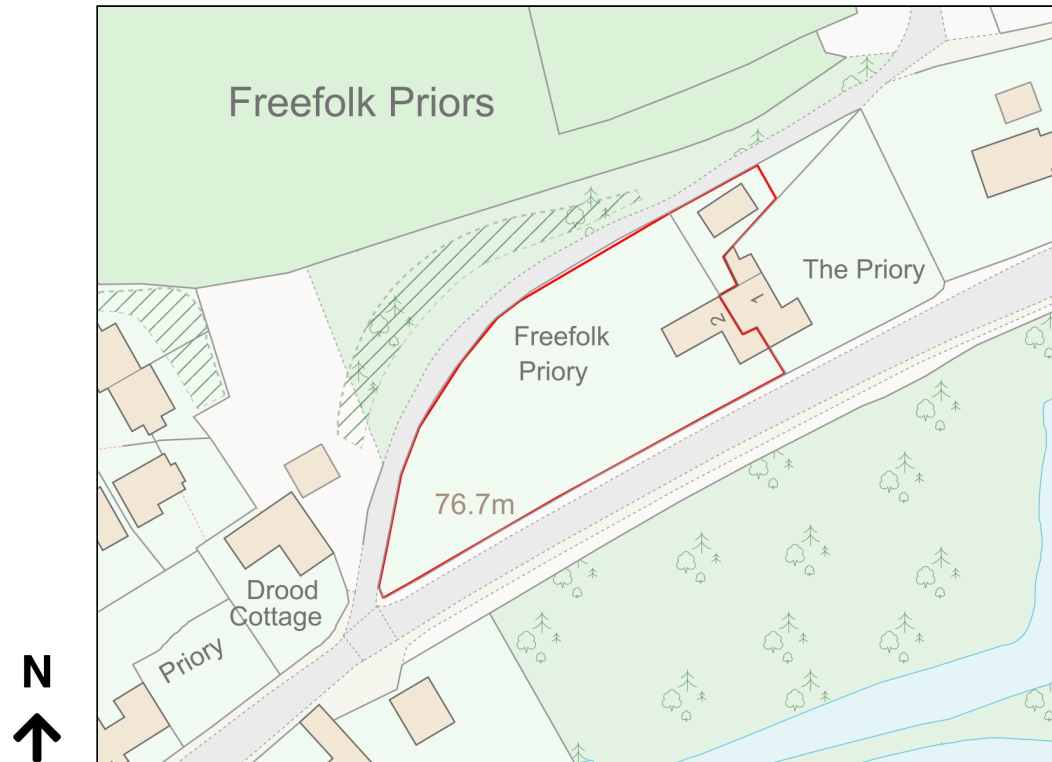 Freefolk Priors
The Priory
1
2
Freefolk
Priory
76.7m
Drood
Cottage
Priory
N